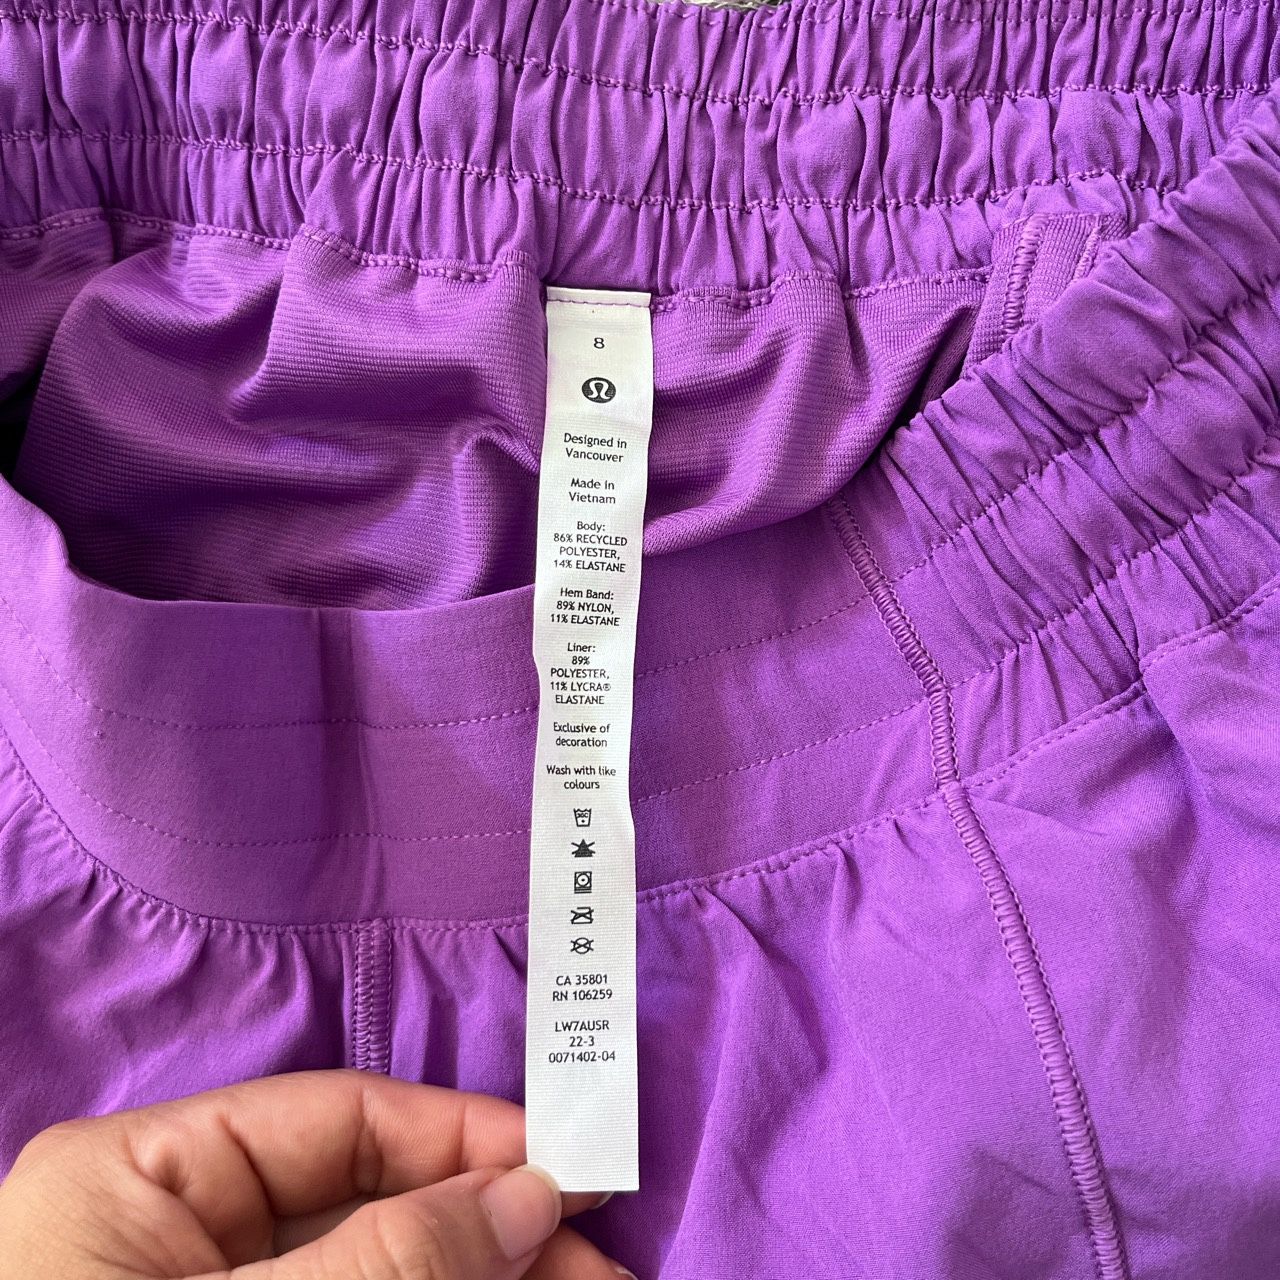 8
Designed in
Vancouver
Made in
Vietnam
Body:
86% RECYCLED
POLYESTER,
14% ELASTANE
Hem Band:
89% NYLON,
11% ELASTANE
Liner:
89%
POLYESTER,
11% LYCRA®
ELASTANE
Exclusive of
decoration
Wash with like
colours
CA 35801
RN 106259
LW7AUSR
22-3
0071402-04